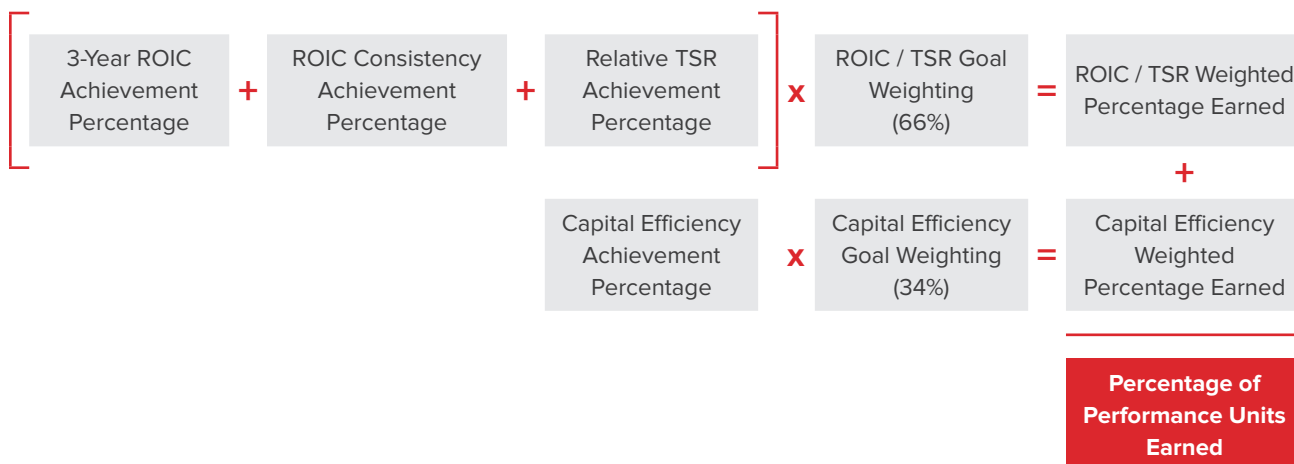 3-Year ROIC
Achievement
Percentage
+
ROIC Consistency
Achievement
Percentage
+
Relative TSR
Achievement
Percentage
x
ROIC / TSR Goal
Weighting
(66%)
=
ROIC / TSR Weighted
Percentage Earned
+
Capital Efficiency
Achievement
Percentage
x
Capital Efficiency
Goal Weighting
(34%)
=
Capital Efficiency
Weighted
Percentage Earned
Percentage of
Performance Units
Earned